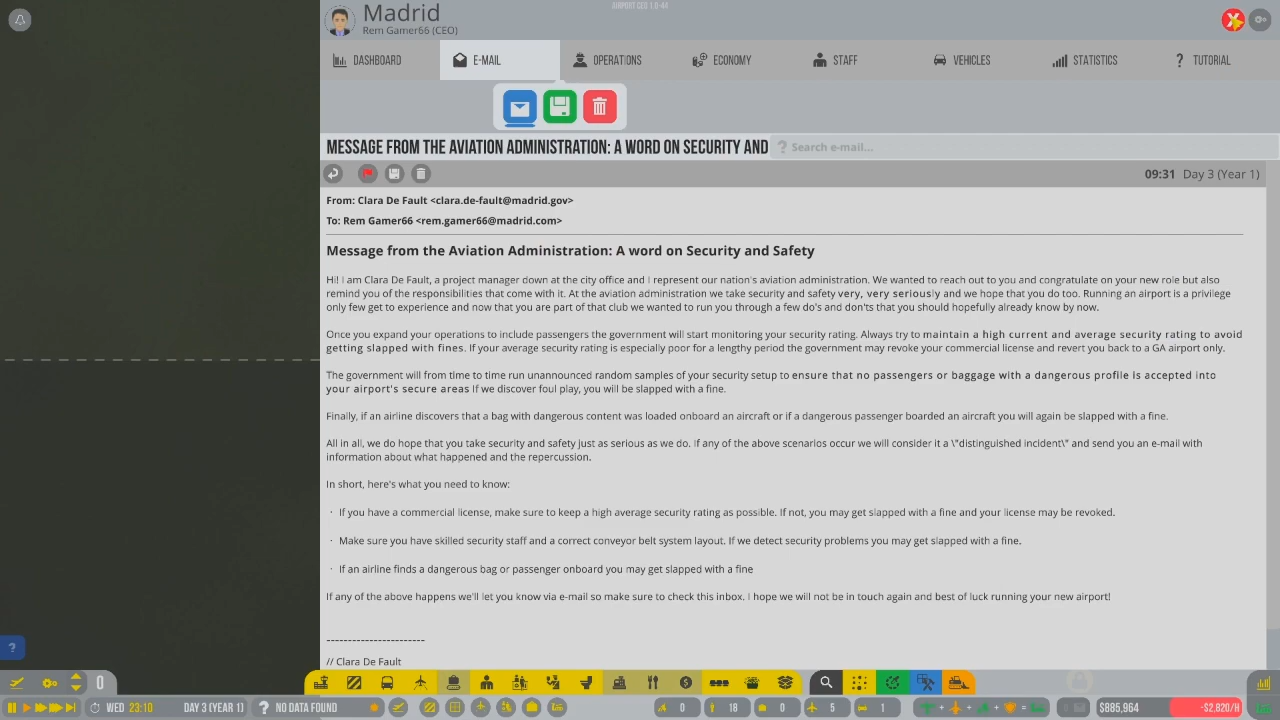 AIRPORT CEO 1.0-44
Madrid
Rem Gamer66 (CEO)
DASHBOARD
E-MAIL
OPERATIONS
ECONOMY
STAFF
VEHICLES
STATISTICS
? TUTORIAL
MESSAGE FROM THE AVIATION ADMINISTRATION: A WORD ON SECURITY AND
? Search e-mail...
09:31 Day 3 (Year 1)
From: Clara De Fault <clara.de-fault@madrid.gov>
To: Rem Gamer66 <rem.gamer66@madrid.com>
Message from the Aviation Administration: A word on Security and Safety
Hi! I am Clara De Fault, a project manager down at the city office and I represent our nation's aviation administration. We wanted to reach out to you and congratulate on your new role but also
remind you of the responsibilities that come with it. At the aviation administration we take security and safety very, very seriously and we hope that you do too. Running an airport is a privilege
only few get to experience and now that you are part of that club we wanted to run you through a few do's and don'ts that you should hopefully already know by now.
Once you expand your operations to include passengers the government will start monitoring your security rating. Always try to maintain a high current and average security rating to avoid
getting slapped with fines. If your average security rating is especially poor for a lengthy period the government may revoke your commercial license and revert you back to a GA airport only.
The government will from time to time run unannounced random samples of your security setup to ensure that no passengers or baggage with a dangerous profile is accepted into
your airport's secure areas If we discover foul play, you will be slapped with a fine.
Finally, if an airline discovers that a bag with dangerous content was loaded onboard an aircraft or if a dangerous passenger boarded an aircraft you will again be slapped with a fine.
All in all, we do hope that you take security and safety just as serious as we do. If any of the above scenarios occur we will consider it a \"distinguished incident\" and send you an e-mail with
information about what happened and the repercussion.
In short, here's what you need to know:
· If you have a commercial license, make sure to keep a high average security rating as possible. If not, you may get slapped with a fine and your license may be revoked.
· Make sure you have skilled security staff and a correct conveyor belt system layout. If we detect security problems you may get slapped with a fine.
· If an airline finds a dangerous bag or passenger onboard you may get slapped with a fine
If any of the above happens we'll let you know via e-mail so make sure to check this inbox. I hope we will not be in touch again and best of luck running your new airport!
-----------------------
// Clara De Fault
?
0
WED 23:10 DAY 3 (YEAR 1) ? NO DATA FOUND 0 18 0 5 1 $885,964 -$2,820/H